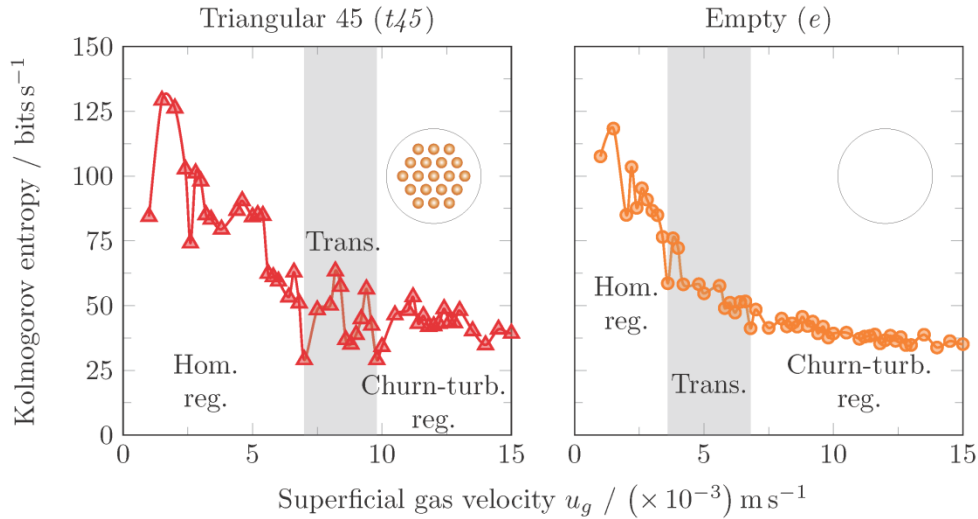 Triangular 45 (t45)
Empty (e)
Kolmogorov entropy / bits s⁻¹
150
125
100
75
50
25
0
Trans.
Hom.
reg.
Churn-turb.
reg.
Hom.
reg.
Trans.
Churn-turb.
reg.
0 5 10 15
0 5 10 15
Superficial gas velocity u_g / (× 10⁻³) m s⁻¹